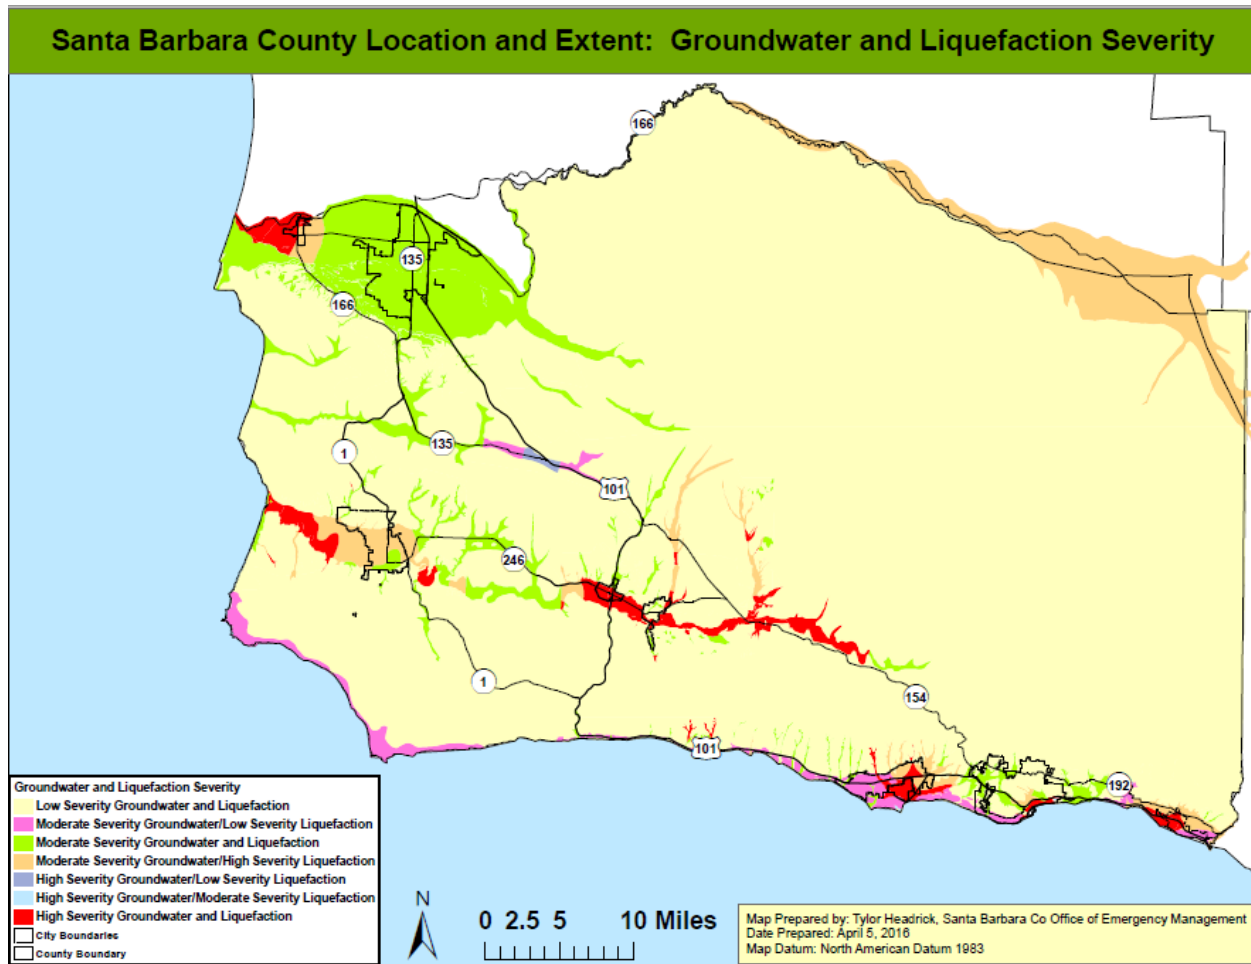 Santa Barbara County Location and Extent: Groundwater and Liquefaction Severity
166
135
166
135
1
101
246
1
154
101
192
Groundwater and Liquefaction Severity
Low Severity Groundwater and Liquefaction
Moderate Severity Groundwater/Low Severity Liquefaction
Moderate Severity Groundwater and Liquefaction
Moderate Severity Groundwater/High Severity Liquefaction
High Severity Groundwater/Low Severity Liquefaction
High Severity Groundwater/Moderate Severity Liquefaction
High Severity Groundwater and Liquefaction
City Boundaries
County Boundary
N
0 2.5 5 10 Miles
Map Prepared by: Tylor Headrick, Santa Barbara Co Office of Emergency Management
Date Prepared: April 5, 2016
Map Datum: North American Datum 1983